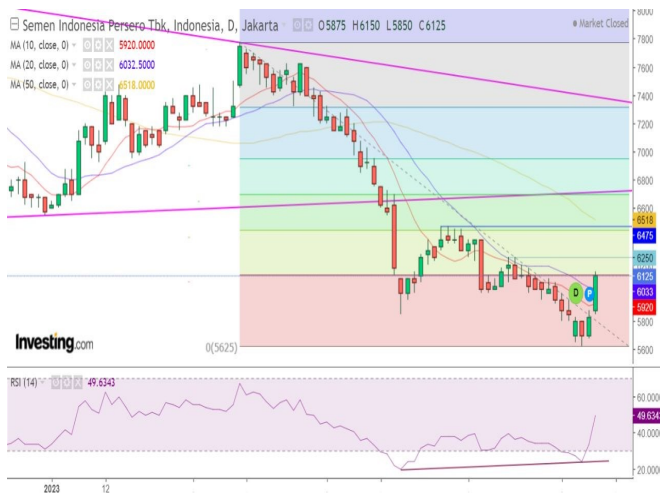 Semen Indonesia Persero Tbk, Indonesia, D, Jakarta O5875 H6150 L5850 C6125
Market Closed
MA (10, close, 0) 5920.0000
MA (20, close, 0) 6032.5000
MA (50, close, 0) 6518.0000
8000
7800
7600
7400
7200
7000
6800
6600
6518
6475
6250
6125
6033
5920
5800
5600
D
P
Investing.com
0(5625)
RSI (14) 49.6343
60.0000
49.6343
40.0000
20.0000
2023
12